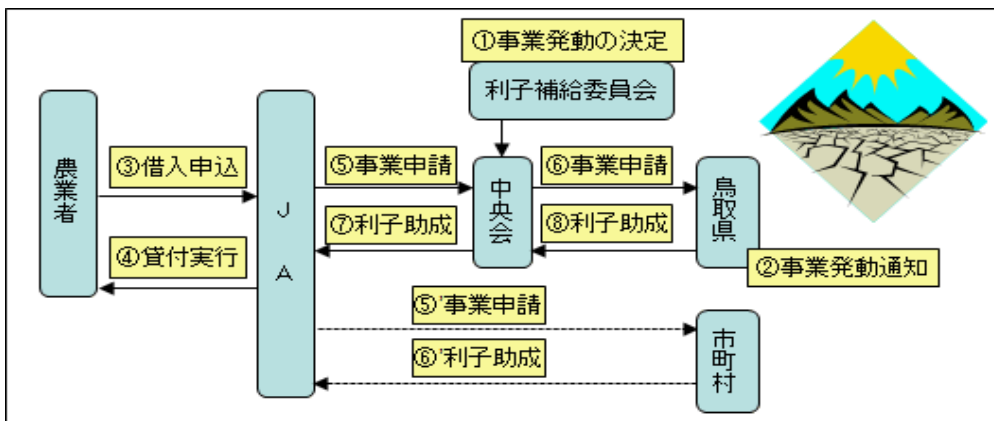 ①事業発動の決定
利子補給委員会
農業者
③借入申込
④貸付実行
JA
⑤事業申請
⑦利子助成
中央会
⑥事業申請
⑧利子助成
鳥取県
②事業発動通知
⑤'事業申請
⑥'利子助成
市町村